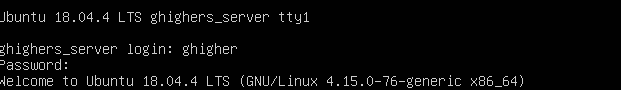 Ubuntu 18.04.4 LTS ghighers_server tty1
ghighers_server login: ghigher
Password:
Welcome to Ubuntu 18.04.4 LTS (GNU/Linux 4.15.0-76-generic x86_64)